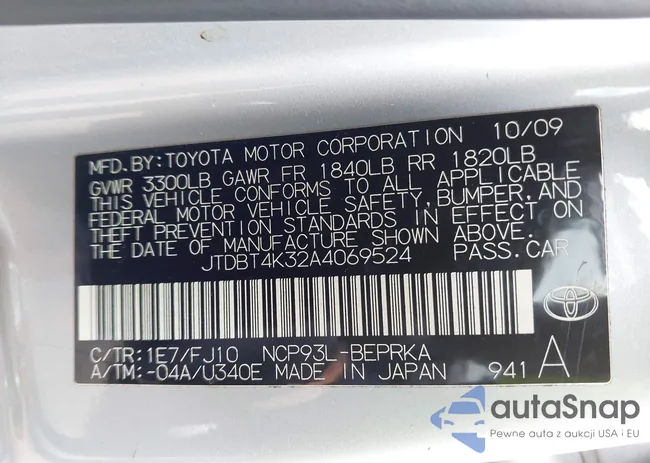 MFD. BY: TOYOTA MOTOR CORPORATION 10/09
GVWR 3300LB GAWR FR 1840LB RR 1820LB
THIS VEHICLE CONFORMS TO ALL APPLICABLE
FEDERAL MOTOR VEHICLE SAFETY, BUMPER, AND
THEFT PREVENTION STANDARDS IN EFFECT ON
THE DATE OF MANUFACTURE SHOWN ABOVE.
JTDBT4K32A4069524 PASS. CAR
C/TR: 1E7/FJ10 NCP93L-BEPRKA
A/TM: -04A/U340E MADE IN JAPAN 941 A
autaSnap
Pewne auta z aukcji USA i EU